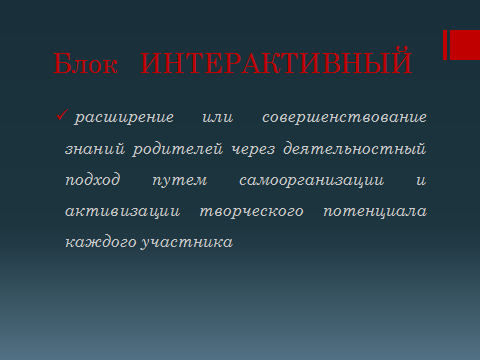 Блок ИНТЕРАКТИВНЫЙ
расширение или совершенствование
знаний родителей через деятельностный
подход путем самоорганизации и
активизации творческого потенциала
каждого участника